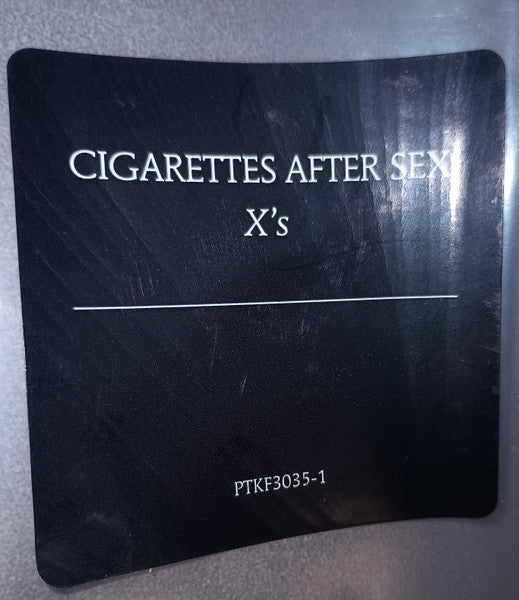 CIGARETTES AFTER SEX
X's
PTKF3035-1